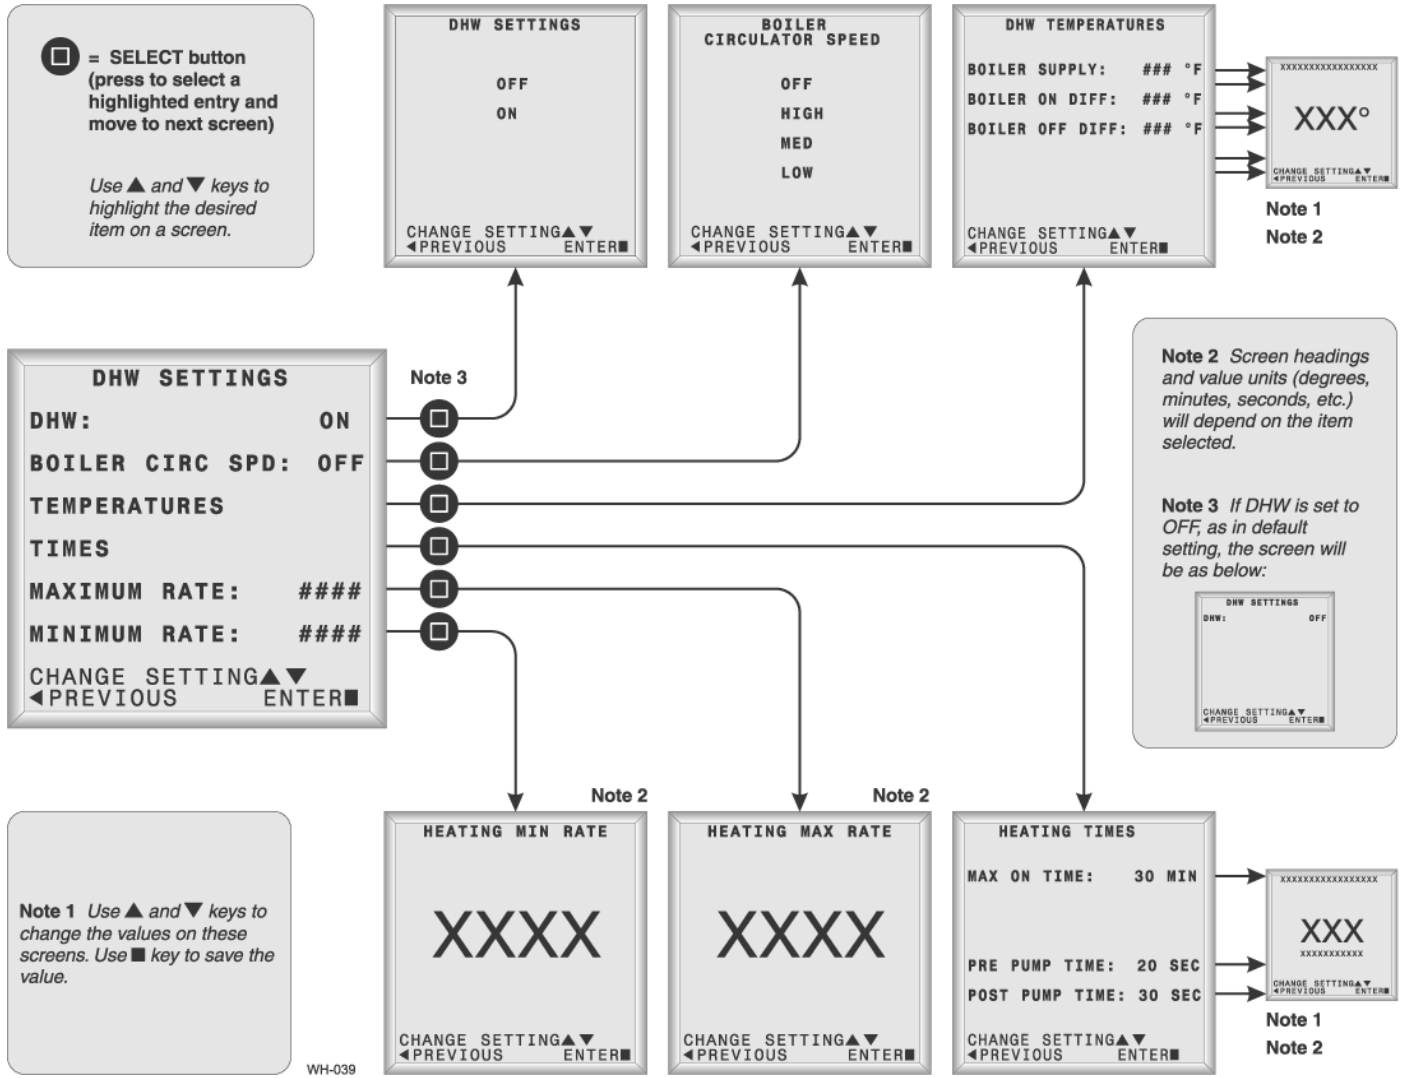 = SELECT button
(press to select a
highlighted entry and
move to next screen)
Use ▲ and ▼ keys to
highlight the desired
item on a screen.
DHW SETTINGS
OFF
ON
CHANGE SETTING▲▼
◀PREVIOUS ENTER■
BOILER
CIRCULATOR SPEED
OFF
HIGH
MED
LOW
CHANGE SETTING▲▼
◀PREVIOUS ENTER■
DHW TEMPERATURES
BOILER SUPPLY: ### °F
BOILER ON DIFF: ### °F
BOILER OFF DIFF: ### °F
CHANGE SETTING▲▼
◀PREVIOUS ENTER■
XXXXXXXXXXXXXXXXX
XXX°
CHANGE SETTING▲▼
◀PREVIOUS ENTER■
Note 1
Note 2
DHW SETTINGS
DHW: ON
BOILER CIRC SPD: OFF
TEMPERATURES
TIMES
MAXIMUM RATE: ####
MINIMUM RATE: ####
CHANGE SETTING▲▼
◀PREVIOUS ENTER■
Note 3
Note 2 Screen headings
and value units (degrees,
minutes, seconds, etc.)
will depend on the item
selected.
Note 3 If DHW is set to
OFF, as in default
setting, the screen will
be as below:
DHW SETTINGS
DHW: OFF
CHANGE SETTING▲▼
◀PREVIOUS ENTER■
Note 1 Use ▲ and ▼ keys to
change the values on these
screens. Use ■ key to save the
value.
WH-039
Note 2
HEATING MIN RATE
XXXX
CHANGE SETTING▲▼
◀PREVIOUS ENTER■
Note 2
HEATING MAX RATE
XXXX
CHANGE SETTING▲▼
◀PREVIOUS ENTER■
HEATING TIMES
MAX ON TIME: 30 MIN
PRE PUMP TIME: 20 SEC
POST PUMP TIME: 30 SEC
CHANGE SETTING▲▼
◀PREVIOUS ENTER■
XXXXXXXXXXXXXXXXX
XXX
XXXXXXXXXXX
CHANGE SETTING▲▼
◀PREVIOUS ENTER■
Note 1
Note 2